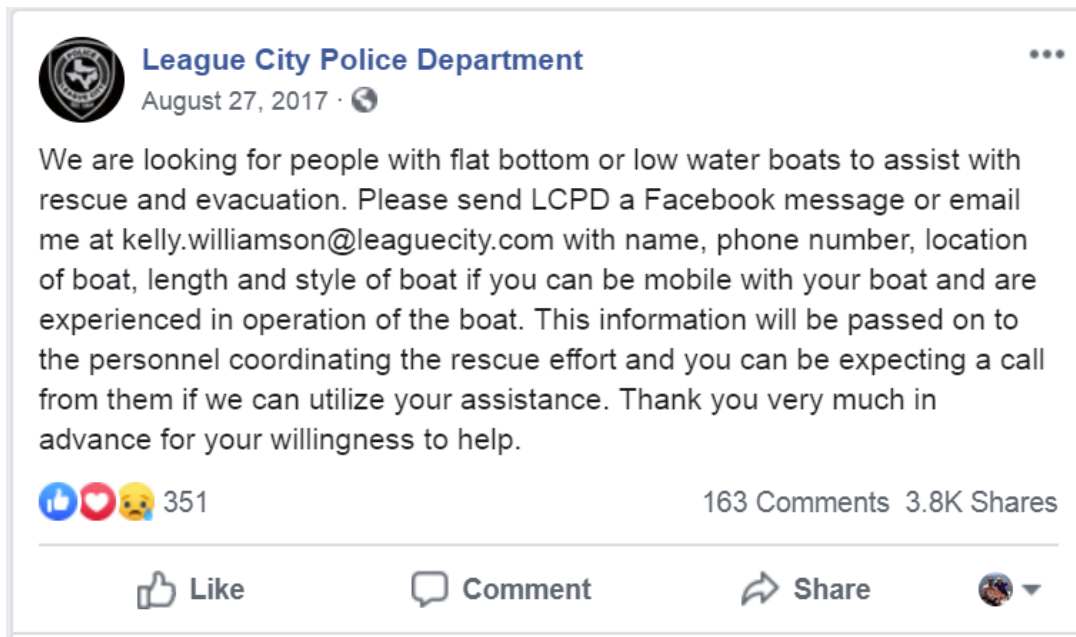 League City Police Department
August 27, 2017 ·
We are looking for people with flat bottom or low water boats to assist with
rescue and evacuation. Please send LCPD a Facebook message or email
me at kelly.williamson@leaguecity.com with name, phone number, location
of boat, length and style of boat if you can be mobile with your boat and are
experienced in operation of the boat. This information will be passed on to
the personnel coordinating the rescue effort and you can be expecting a call
from them if we can utilize your assistance. Thank you very much in
advance for your willingness to help.
351 163 Comments 3.8K Shares
Like Comment Share